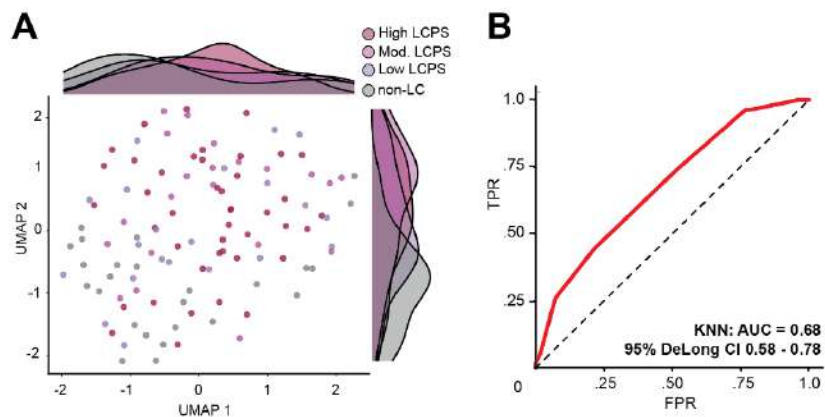 A
High LCPS
Mod. LCPS
Low LCPS
non-LC
2
1
0
-1
-2
UMAP 2
-2
-1
0
1
2
UMAP 1
B
1.0
.75
.50
.25
TPR
KNN: AUC = 0.68
95% DeLong CI 0.58 - 0.78
0
.25
.50
.75
1.0
FPR